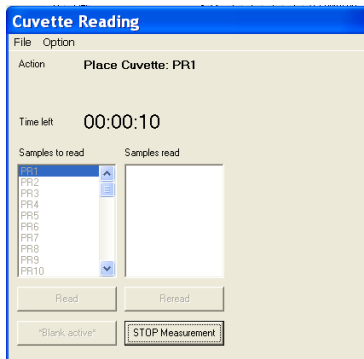 Cuvette Reading
File Option
Action Place Cuvette: PR1
Time left 00:00:10
Samples to read Samples read
PR1
PR2
PR3
PR4
PR5
PR6
PR7
PR8
PR9
PR10
Read Reread
"Blank active" STOP Measurement